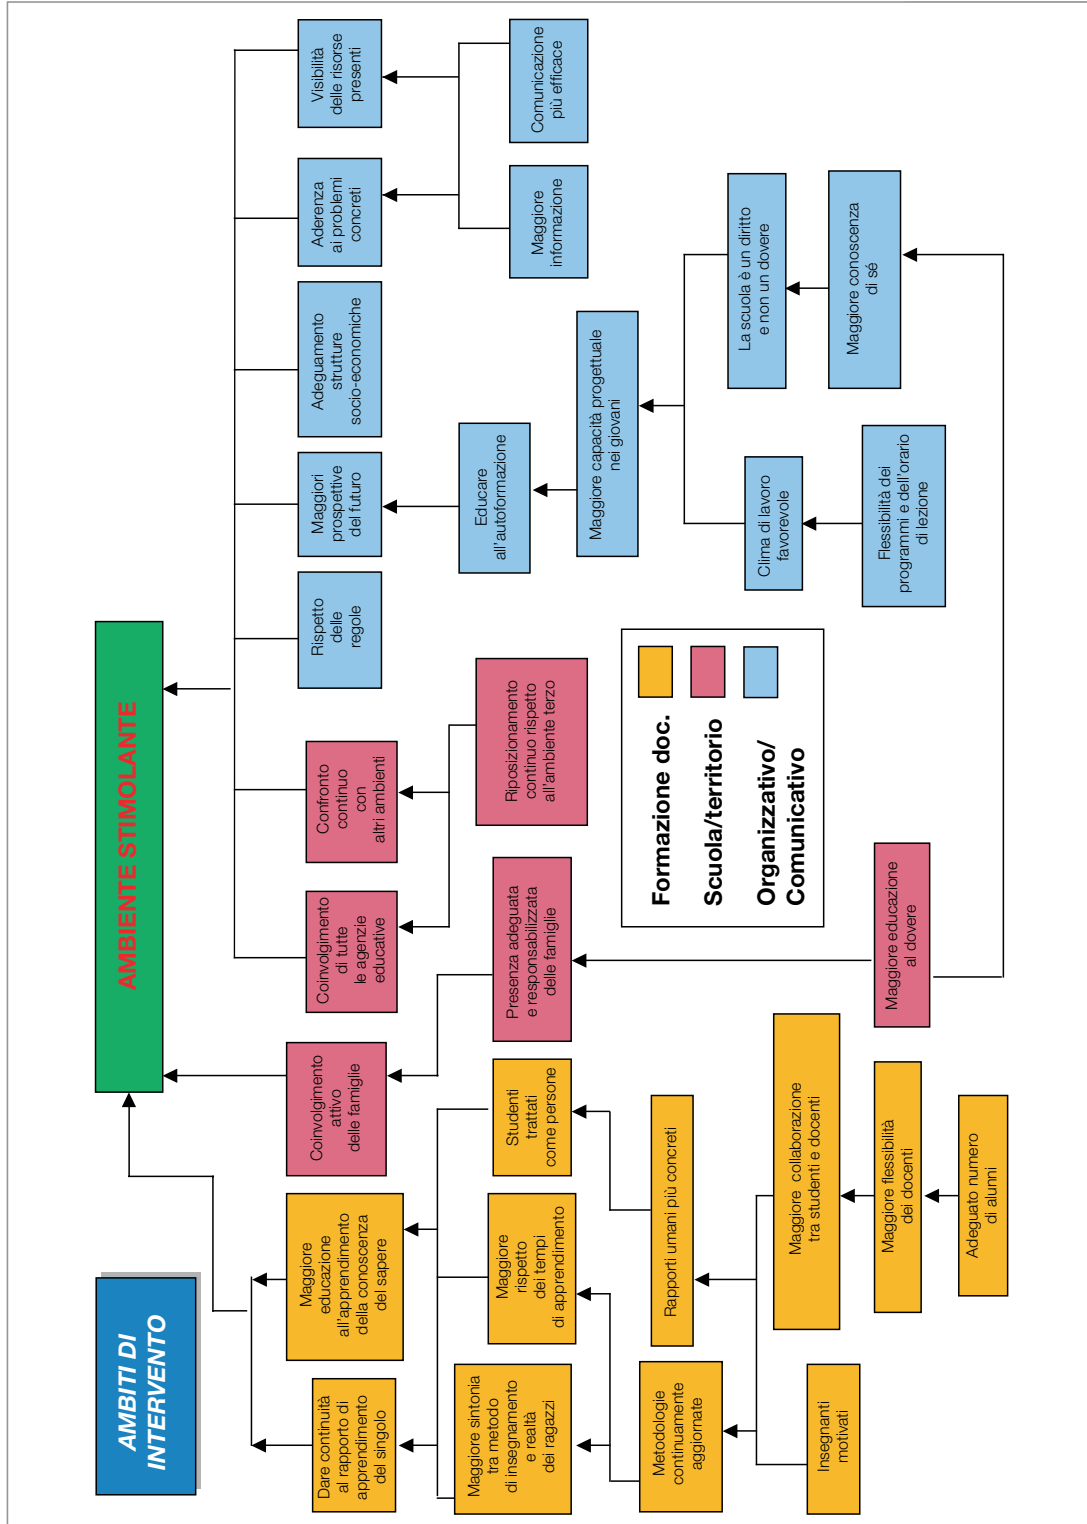 AMBITI DI
INTERVENTO
AMBIENTE STIMOLANTE
Dare continuità
al rapporto di
apprendimento
del singolo
Maggiore
educazione
all'apprendimento
della conoscenza
del sapere
Coinvolgimento
attivo
delle famiglie
Coinvolgimento
di tutte
le agenzie
educative
Confronto
continuo
con
altri ambienti
Rispetto
delle
regole
Maggiori
prospettive
del futuro
Adeguamento
strutture
socio-economiche
Aderenza
ai problemi
concreti
Visibilità
delle risorse
presenti
Maggiore sintonia
tra metodo
di insegnamento
e realtà
dei ragazzi
Maggiore
rispetto
dei tempi
di apprendimento
Studenti
trattati
come persone
Presenza adeguata
e responsabilizzata
delle famiglie
Riposizionamento
continuo rispetto
all'ambiente terzo
Educare
all'autoformazione
Maggiore
informazione
Comunicazione
più efficace
Metodologie
continuamente
aggiornate
Rapporti umani più concreti
Maggiore capacità progettuale
nei giovani
Insegnanti
motivati
Maggiore collaborazione
tra studenti e docenti
Clima di lavoro
favorevole
La scuola è un diritto
e non un dovere
Maggiore flessibilità
dei docenti
Maggiore educazione
al dovere
Flessibilità dei
programmi e dell'orario
di lezione
Maggiore conoscenza
di sé
Adeguato numero
di alunni
Formazione doc.
Scuola/territorio
Organizzativo/
Comunicativo